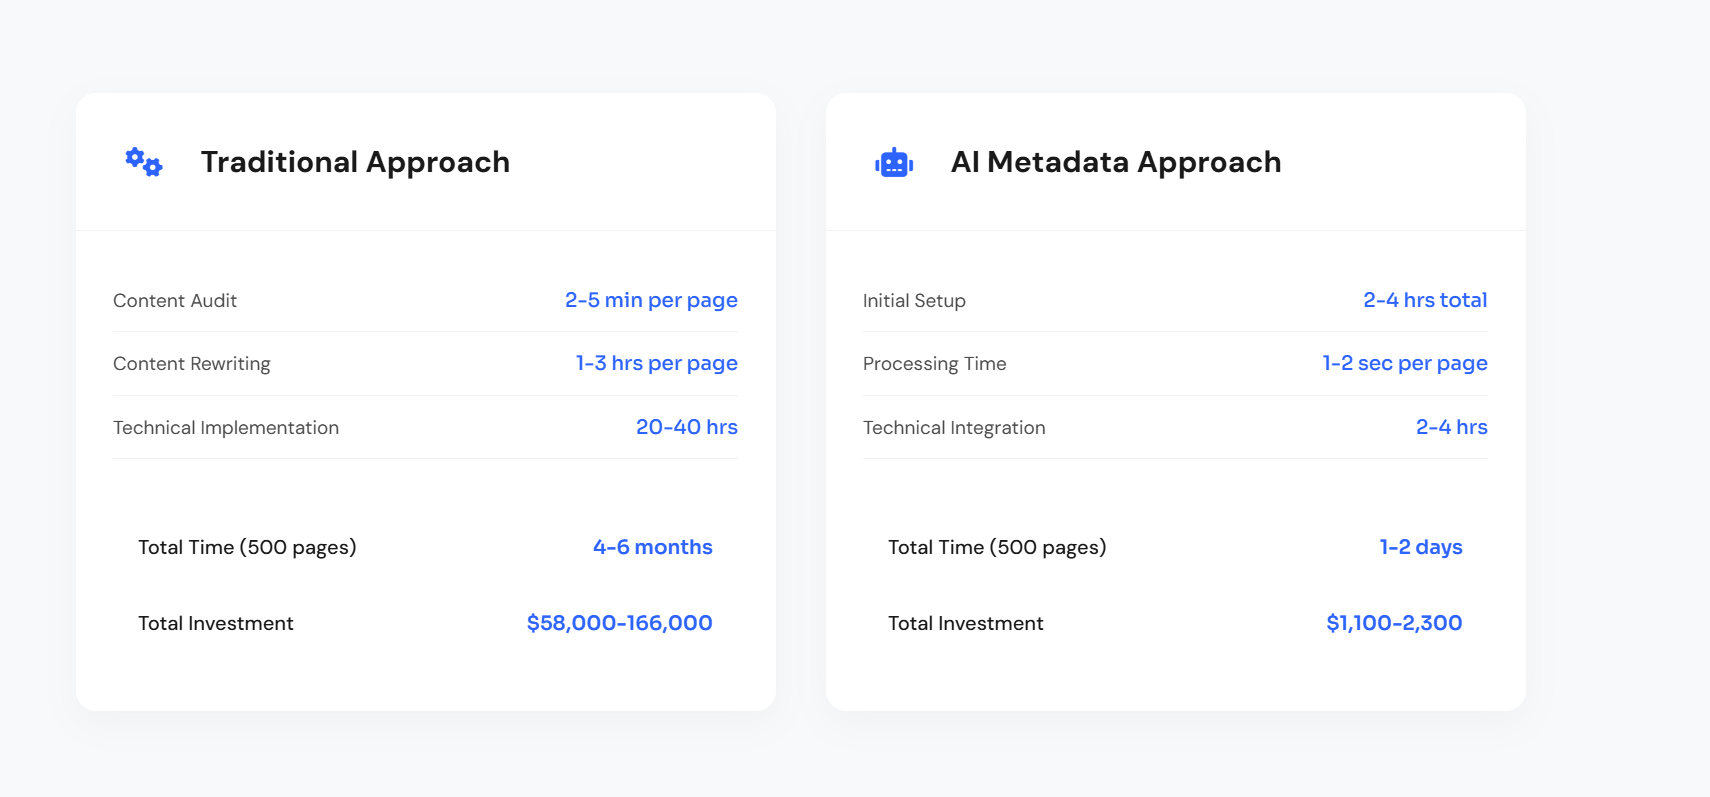 Traditional Approach
Content Audit 2-5 min per page
Content Rewriting 1-3 hrs per page
Technical Implementation 20-40 hrs
Total Time (500 pages) 4-6 months
Total Investment $58,000-166,000
AI Metadata Approach
Initial Setup 2-4 hrs total
Processing Time 1-2 sec per page
Technical Integration 2-4 hrs
Total Time (500 pages) 1-2 days
Total Investment $1,100-2,300